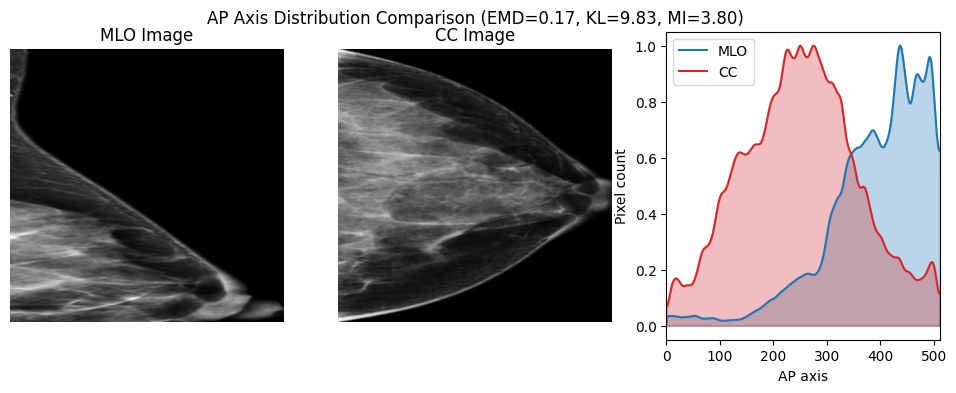 AP Axis Distribution Comparison (EMD=0.17, KL=9.83, MI=3.80)
MLO Image
CC Image
MLO
CC
Pixel count
1.0
0.8
0.6
0.4
0.2
0.0
0 100 200 300 400 500
AP axis